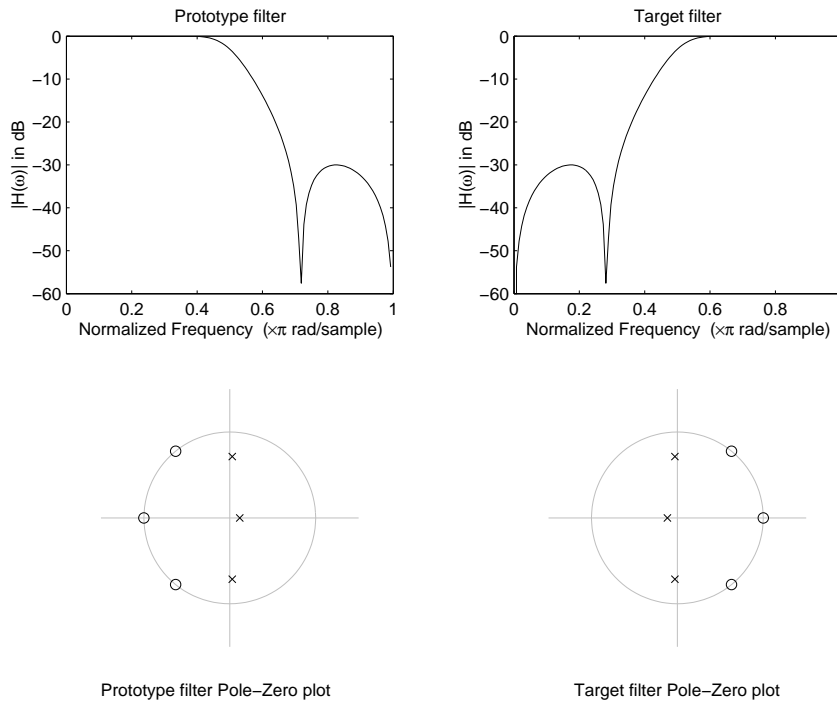 Prototype filter
0
−10
−20
−30
−40
−50
−60
|H(ω)| in dB
0 0.2 0.4 0.6 0.8 1
Normalized Frequency (×π rad/sample)
Target filter
0
−10
−20
−30
−40
−50
−60
|H(ω)| in dB
0 0.2 0.4 0.6 0.8
Normalized Frequency (×π rad/sample)
Prototype filter Pole−Zero plot
Target filter Pole−Zero plot